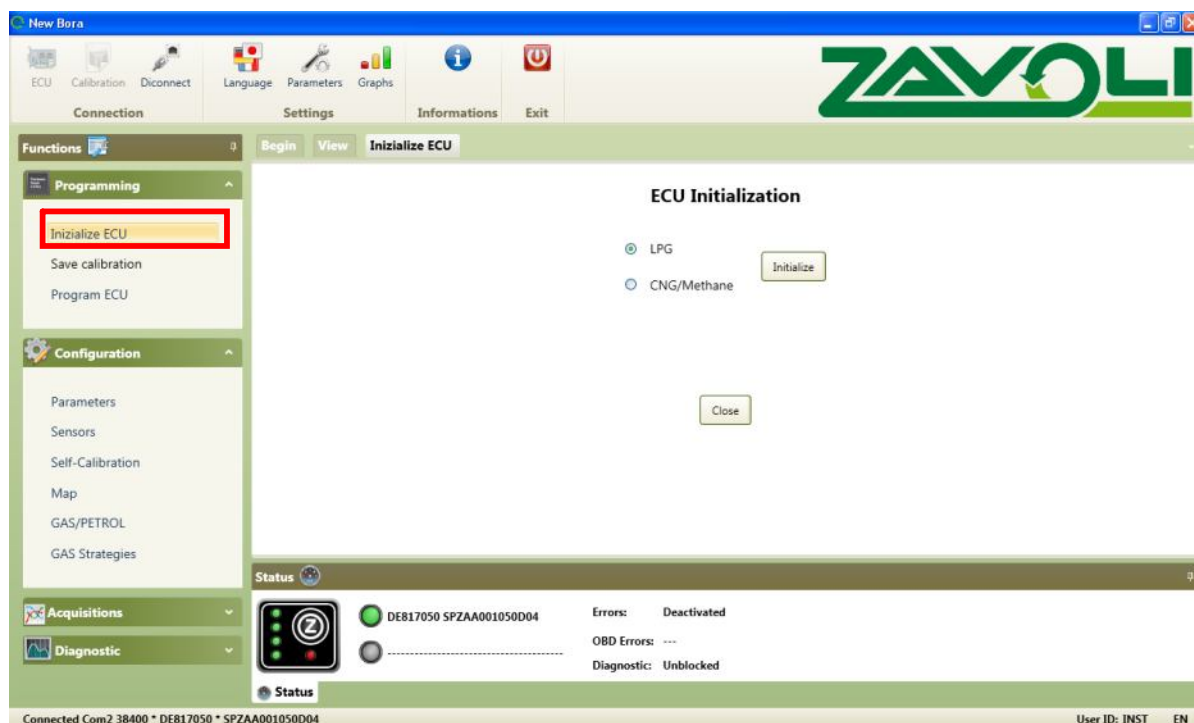 New Bora
ECU Calibration Diconnect Language Parameters Graphs
Connection Settings Informations Exit
ZAVOLI
Functions
Begin View Inizialize ECU
Programming
Inizialize ECU
Save calibration
Program ECU
ECU Initialization
LPG
CNG/Methane
Initialize
Close
Configuration
Parameters
Sensors
Self-Calibration
Map
GAS/PETROL
GAS Strategies
Acquisitions
Diagnostic
Status
Z
DE817050 SPZAA001050D04
---------------------------------------
Errors: Deactivated
OBD Errors: ---
Diagnostic: Unblocked
Status
Connected Com2 38400 * DE817050 * SPZAA001050D04 User ID: INST EN